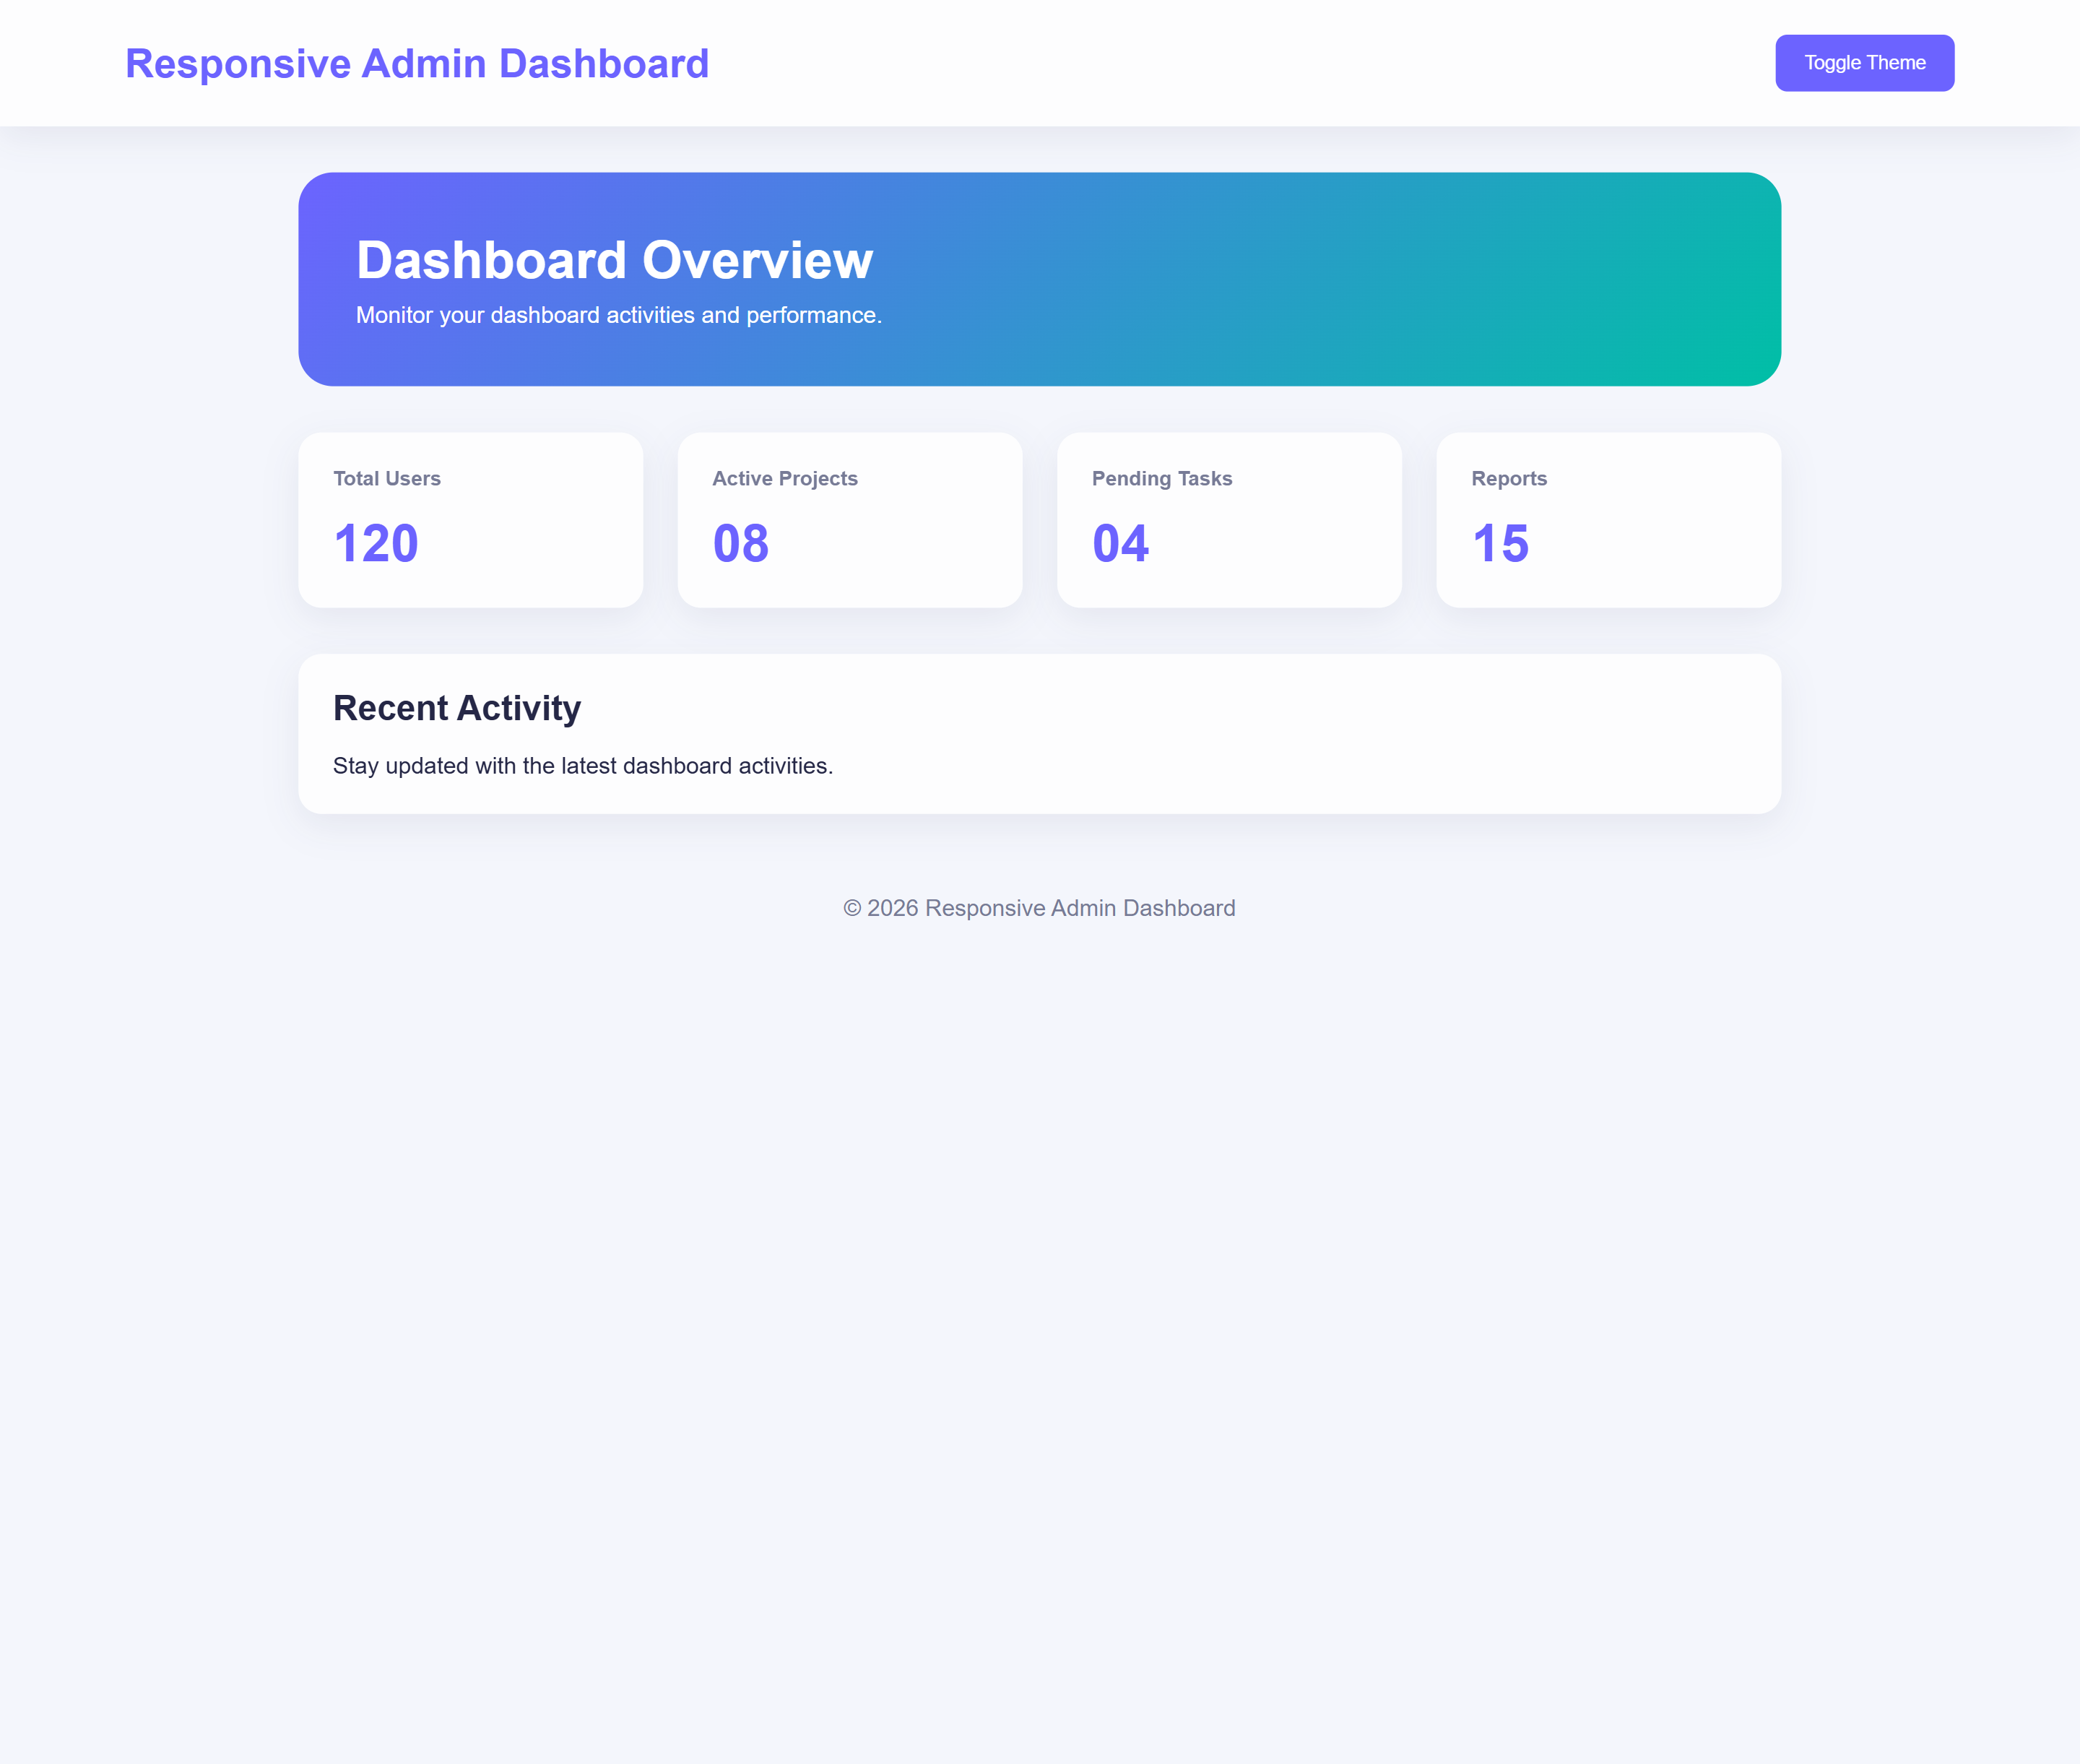 Responsive Admin Dashboard
Toggle Theme
Dashboard Overview
Monitor your dashboard activities and performance.
Total Users
120
Active Projects
08
Pending Tasks
04
Reports
15
Recent Activity
Stay updated with the latest dashboard activities.
© 2026 Responsive Admin Dashboard